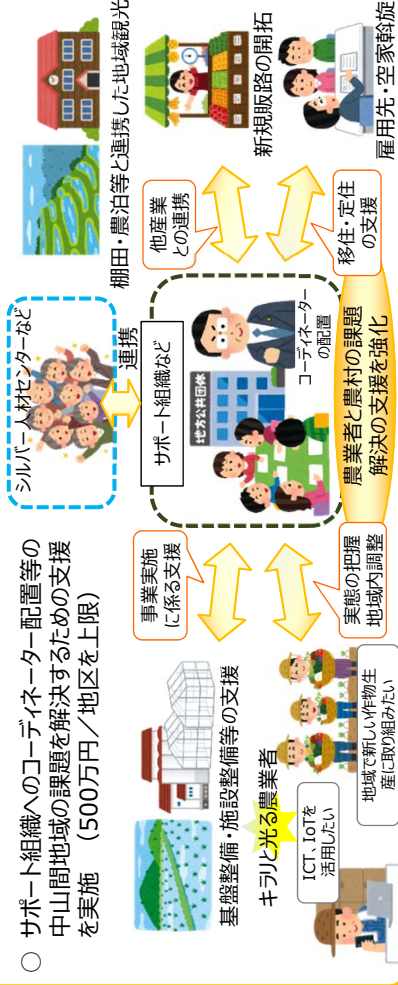 ○ サポート組織へのコーディネーター配置等の
中山間地域の課題を解決するための支援
を実施 （500万円／地区を上限）
シルバー人材センターなど
連携
棚田・農泊等と連携した地域観光
事業実施
に係る支援
サポート組織など
地方公共団体
コーディネーター
の配置
他産業
との連携
新規販路の開拓
基盤整備・施設整備等の支援
キラリと光る農業者
ICT、IoTを
活用したい
地域で新しい作物生
産に取り組みたい
実態の把握
地域内調整
農業者と農村の課題
解決の支援を強化
移住・定住
の支援
雇用先・空家斡旋